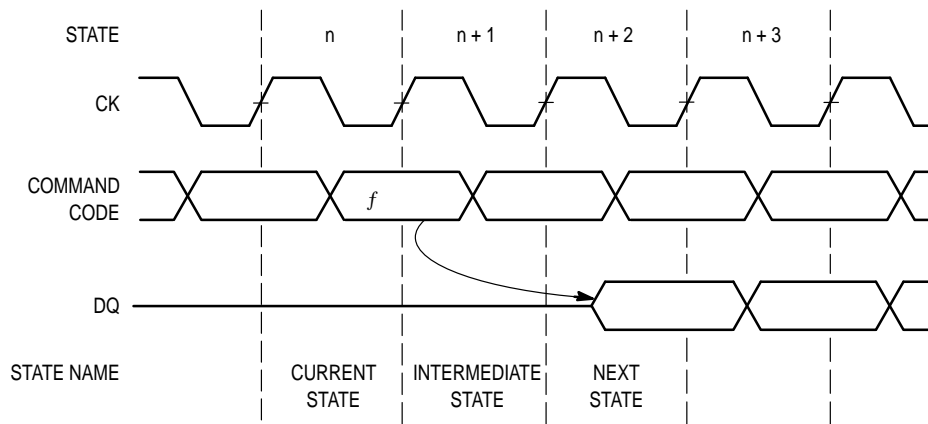 STATE n n + 1 n + 2 n + 3
CK
COMMAND
CODE
f
DQ
STATE NAME CURRENT INTERMEDIATE NEXT
STATE STATE STATE